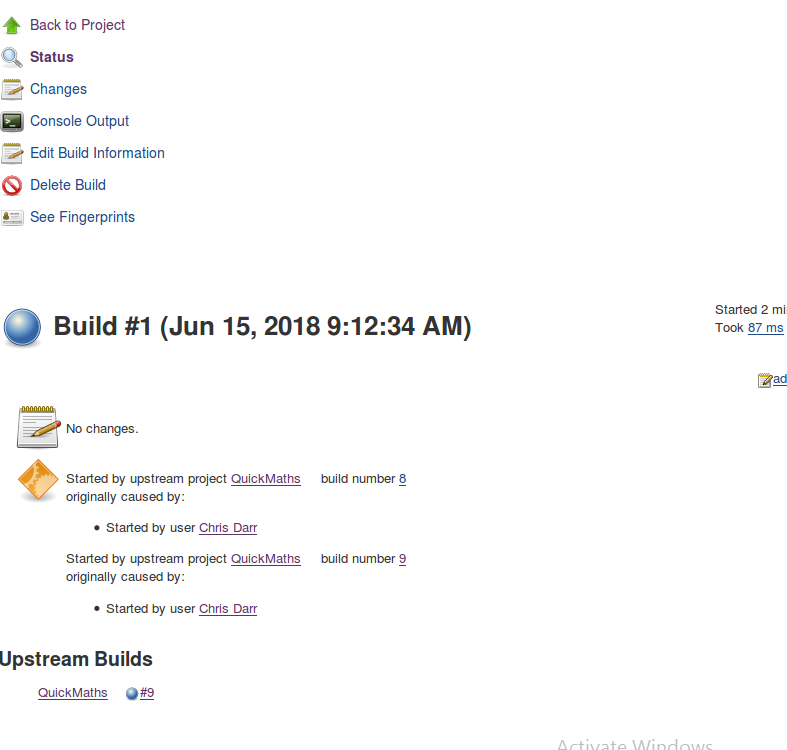 Back to Project
Status
Changes
Console Output
Edit Build Information
Delete Build
See Fingerprints
Build #1 (Jun 15, 2018 9:12:34 AM)
Started 2 mi
Took 87 ms
ad
No changes.
Started by upstream project QuickMaths build number 8
originally caused by:
• Started by user Chris Darr
Started by upstream project QuickMaths build number 9
originally caused by:
• Started by user Chris Darr
Upstream Builds
QuickMaths #9
Activate Windows